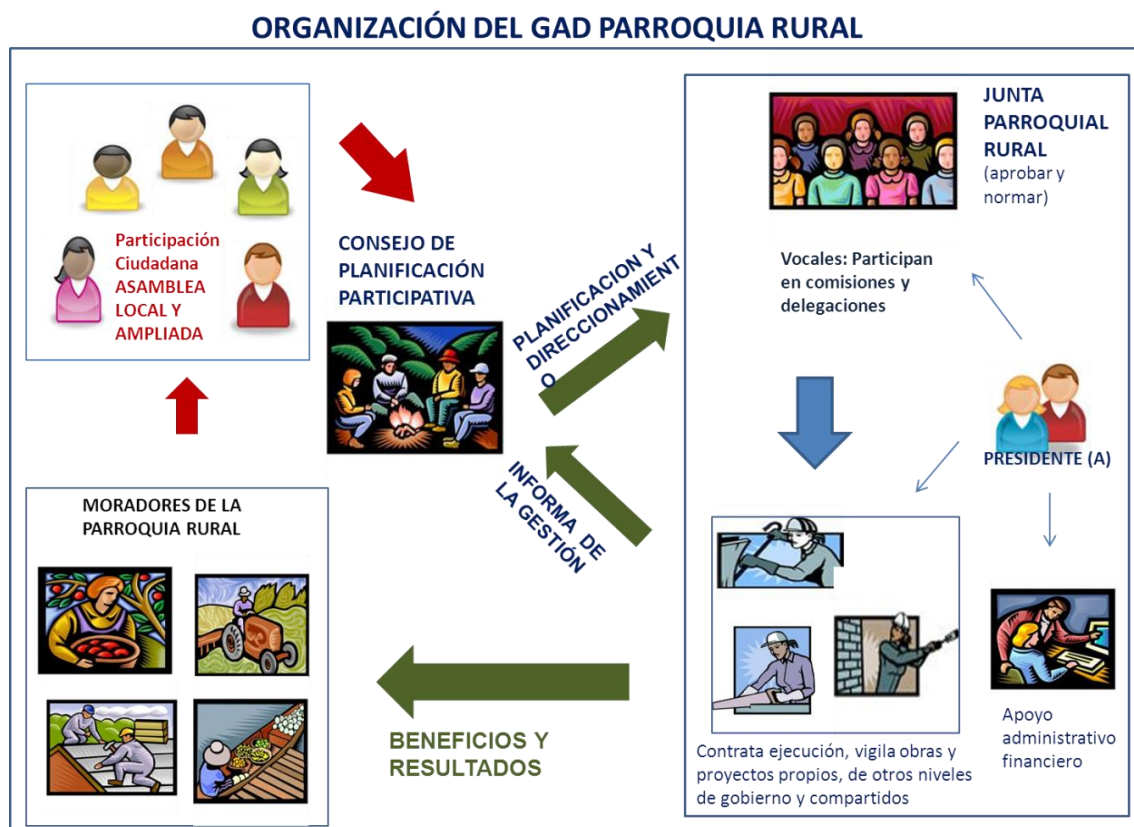 ORGANIZACIÓN DEL GAD PARROQUIA RURAL
Participación
Ciudadana
ASAMBLEA
LOCAL Y
AMPLIADA
CONSEJO DE
PLANIFICACIÓN
PARTICIPATIVA
PLANIFICACION Y
DIRECCIONAMIENT
O
INFORMA DE
LA GESTIÓN
JUNTA
PARROQUIAL
RURAL
(aprobar y
normar)
Vocales: Participan
en comisiones y
delegaciones
PRESIDENTE (A)
MORADORES DE LA
PARROQUIA RURAL
BENEFICIOS Y
RESULTADOS
Contrata ejecución, vigila obras y
proyectos propios, de otros niveles
de gobierno y compartidos
Apoyo
administrativo
financiero